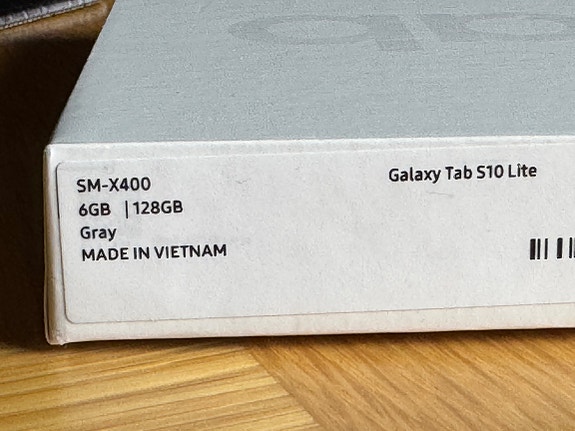 SM-X400
Galaxy Tab S10 Lite
6GB | 128GB
Gray
MADE IN VIETNAM